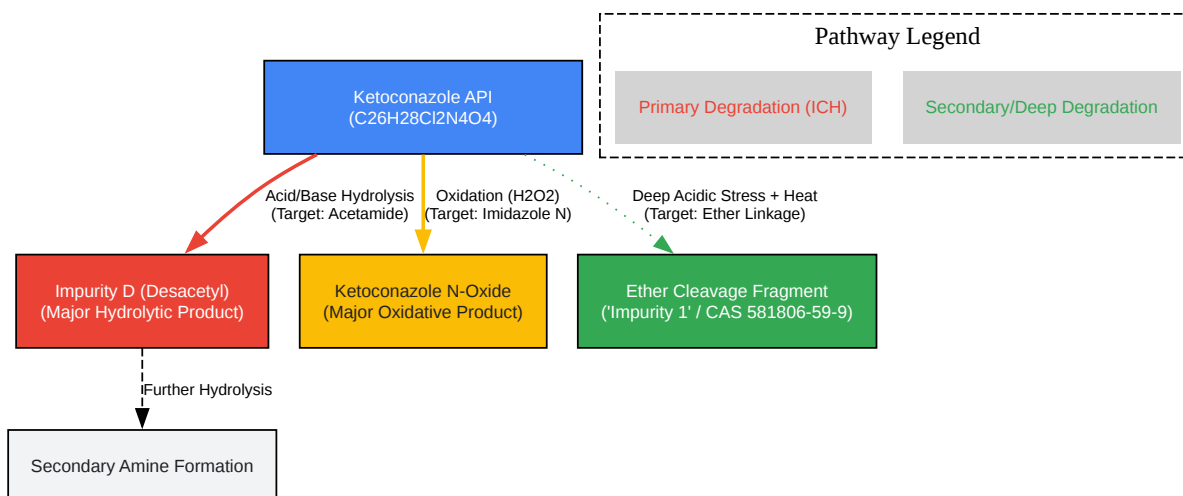 Pathway Legend
Primary Degradation (ICH)
Secondary/Deep Degradation
Ketoconazole API
(C26H28Cl2N4O4)
Acid/Base Hydrolysis
(Target: Acetamide)
Oxidation (H2O2)
(Target: Imidazole N)
Deep Acidic Stress + Heat
(Target: Ether Linkage)
Impurity D (Desacetyl)
(Major Hydrolytic Product)
Ketoconazole N-Oxide
(Major Oxidative Product)
Ether Cleavage Fragment
('Impurity 1' / CAS 581806-59-9)
Further Hydrolysis
Secondary Amine Formation